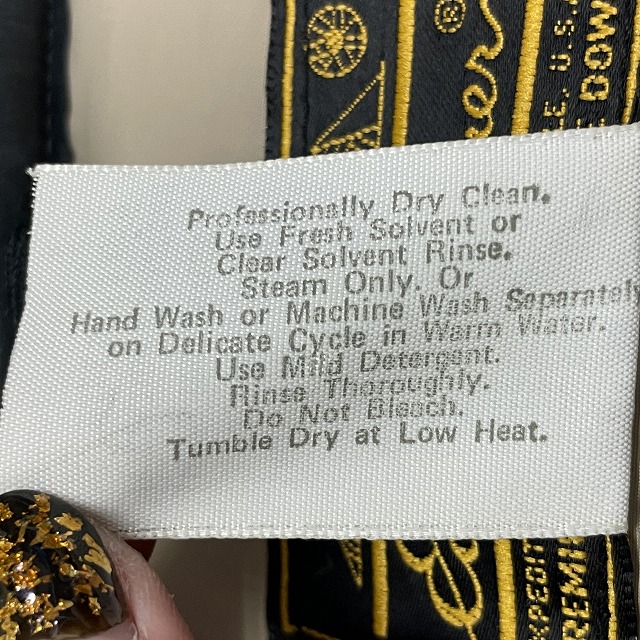 Professionally Dry Clean.
Use Fresh Solvent or
Clear Solvent Rinse.
Steam Only. Or
Hand Wash or Machine Wash Separately
on Delicate Cycle in Warm Water.
Use Mild Detergent.
Rinse Thoroughly.
Do Not Bleach.
Tumble Dry at Low Heat.
E, U.S.
DOW